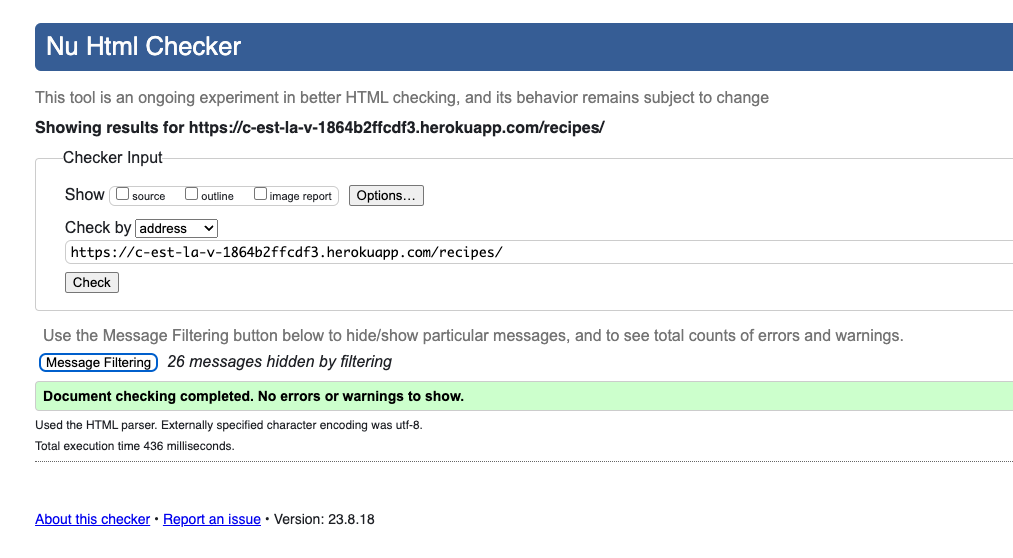 Nu Html Checker
This tool is an ongoing experiment in better HTML checking, and its behavior remains subject to change
Showing results for https://c-est-la-v-1864b2ffcdf3.herokuapp.com/recipes/
Checker Input
Show source outline image report Options...
Check by address
https://c-est-la-v-1864b2ffcdf3.herokuapp.com/recipes/
Check
Use the Message Filtering button below to hide/show particular messages, and to see total counts of errors and warnings.
Message Filtering 26 messages hidden by filtering
Document checking completed. No errors or warnings to show.
Used the HTML parser. Externally specified character encoding was utf-8.
Total execution time 436 milliseconds.
About this checker • Report an issue • Version: 23.8.18